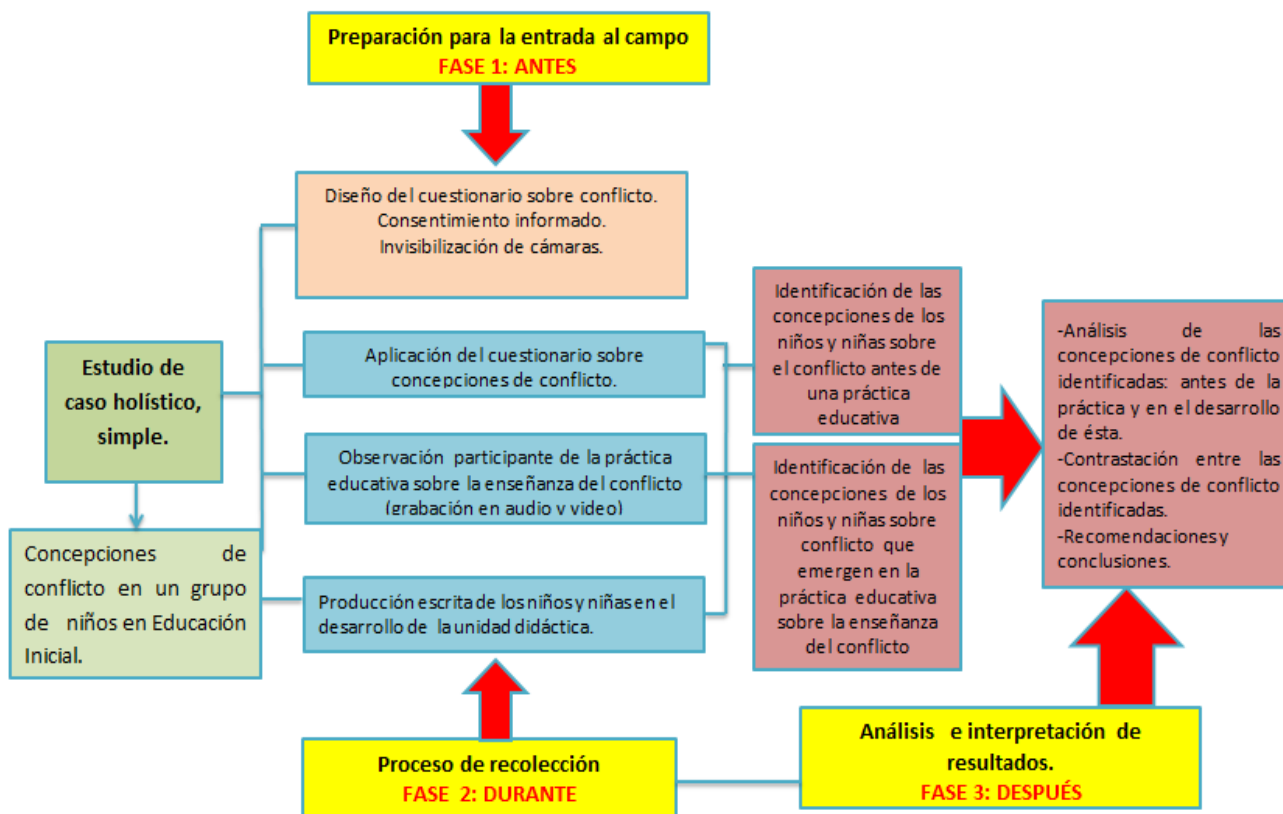 Preparación para la entrada al campo
FASE 1: ANTES
Diseño del cuestionario sobre conflicto.
Consentimiento informado.
Invisibilización de cámaras.
Estudio de
caso holístico,
simple.
Concepciones de
conflicto en un grupo
de niños en Educación
Inicial.
Aplicación del cuestionario sobre
concepciones de conflicto.
Observación participante de la práctica
educativa sobre la enseñanza del conflicto
(grabación en audio y video)
Producción escrita de los niños y niñas en el
desarrollo de la unidad didáctica.
Identificación de las
concepciones de los
niños y niñas sobre
el conflicto antes de
una práctica
educativa
Identificación de las
concepciones de los
niños y niñas sobre
conflicto que
emergen en la
práctica educativa
sobre la enseñanza
del conflicto
-Análisis de las
concepciones de conflicto
identificadas: antes de la
práctica y en el desarrollo
de ésta.
-Contrastación entre las
concepciones de conflicto
identificadas.
-Recomendaciones y
conclusiones.
Proceso de recolección
FASE 2: DURANTE
Análisis e interpretación de
resultados.
FASE 3: DESPUÉS